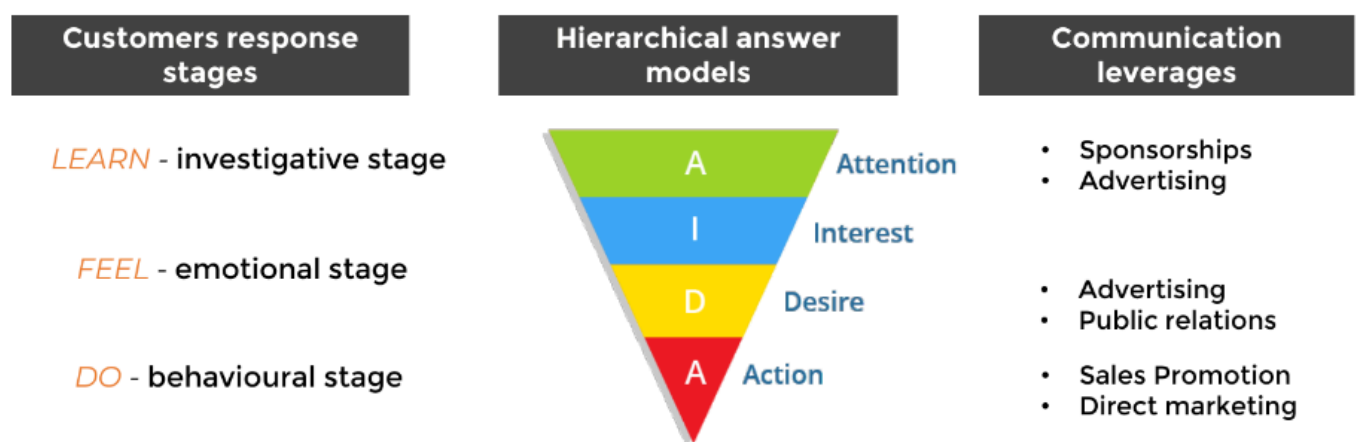 Customers response
stages
LEARN - investigative stage
FEEL - emotional stage
DO - behavioural stage
Hierarchical answer
models
A Attention
I Interest
D Desire
A Action
Communication
leverages
• Sponsorships
• Advertising
• Advertising
• Public relations
• Sales Promotion
• Direct marketing